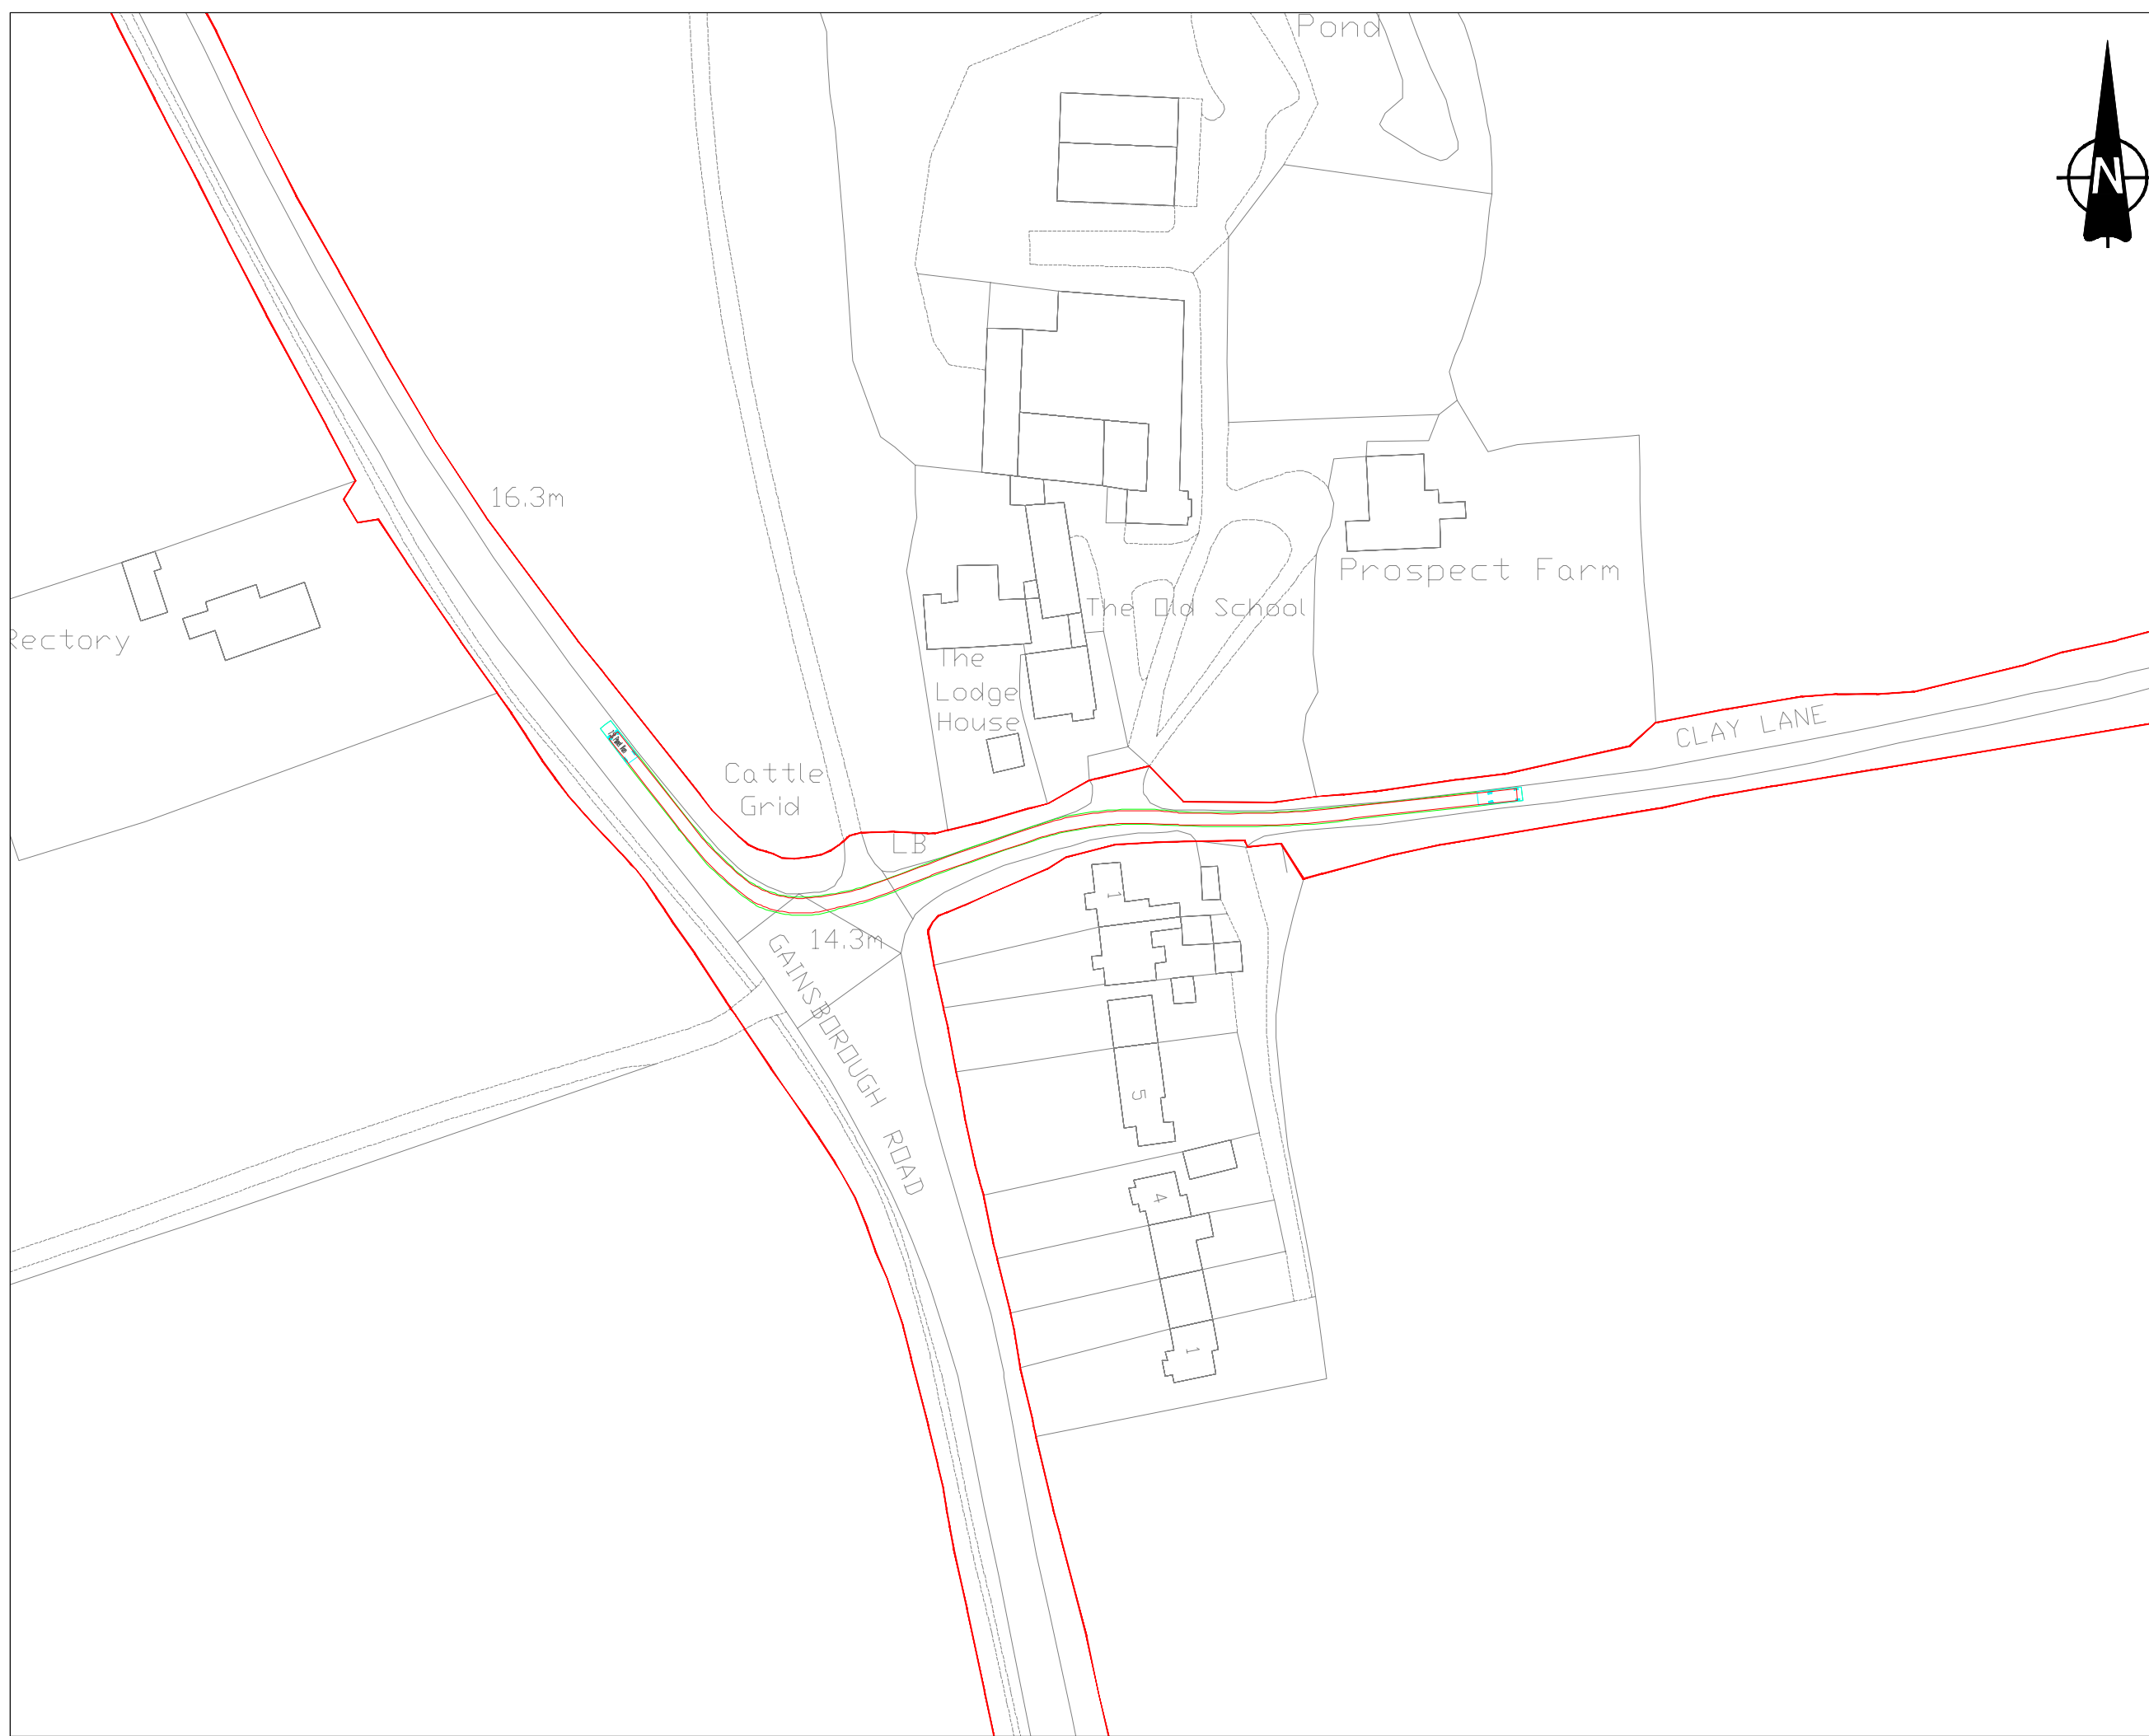 Pond
N
16.3m
Prospect Farm
Rectory
The Old School
The
Lodge
House
CLAY LANE
Cattle
Grid
LB
1
14.3m
GAINSBOROUGH ROAD
5
4
1